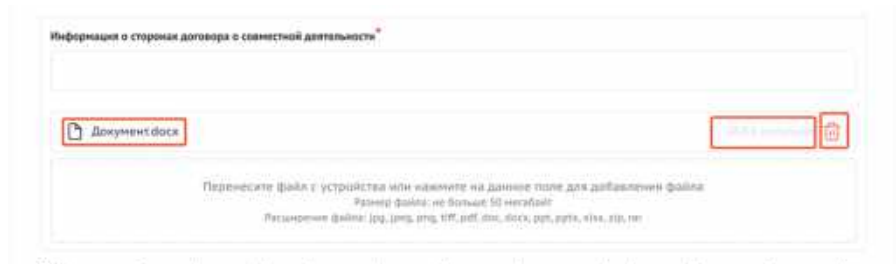 Информация о сторонах договора о совместной деятельности*
Документ.docx
Перенесите файл с устройства или нажмите на данное поле для добавления файла
Размер файла: не больше 50 мегабайт
Расширение файла: jpg, jpeg, png, tiff, pdf, doc, docx, ppt, pptx, xlsx, zip, rar